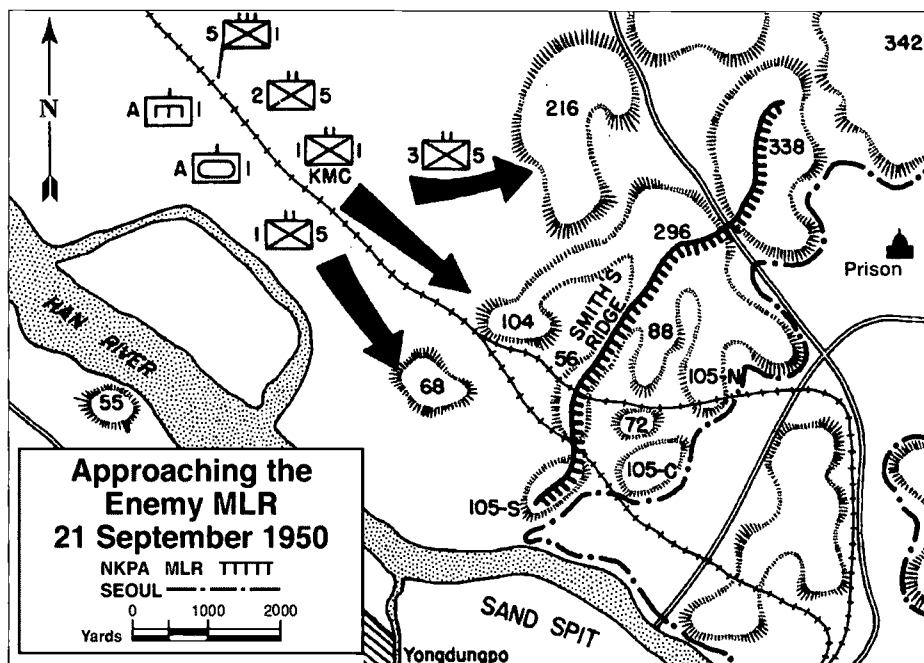 5 1
342
A 1
2 5
216
338
1 1
KMC
3 5
A 1
N
1 5
296
Prison
104
SMITH'S
RIDGE
HAN
RIVER
56
88
105-N
68
55
72
105-C
105-S
Approaching the
Enemy MLR
21 September 1950
NKPA MLR
SEOUL
0 1000 2000
Yards
SAND SPIT
Yongdungpo